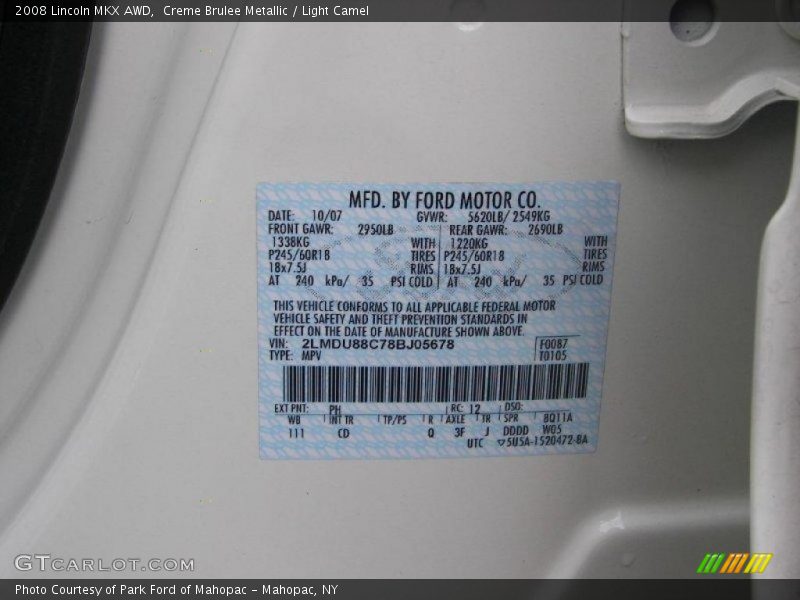 2008 Lincoln MKX AWD,  Creme Brulee Metallic / Light Camel
MFD. BY FORD MOTOR CO.
DATE: 10/07 GVWR: 5620LB/ 2549KG
FRONT GAWR: 2950LB REAR GAWR: 2690LB
1338KG WITH 1220KG WITH
P245/60R18 TIRES P245/60R18 TIRES
18x7.5J RIMS 18x7.5J RIMS
AT 240 kPa/ 35 PSI COLD AT 240 kPa/ 35 PSI COLD
THIS VEHICLE CONFORMS TO ALL APPLICABLE FEDERAL MOTOR
VEHICLE SAFETY AND THEFT PREVENTION STANDARDS IN
EFFECT ON THE DATE OF MANUFACTURE SHOWN ABOVE.
VIN: 2LMDU88C78BJ05678 F0087
TYPE: MPV T0105
EXT PNT: PH RC: 12 DSO:
WB INT TR TP/PS R AXLE TR SPR 8Q11A
111 CD Q 3F J DDDD WG5
UTC ▽5U5A-1520472-BA
GTCARLOT.COM
Photo Courtesy of Park Ford of Mahopac – Mahopac, NY